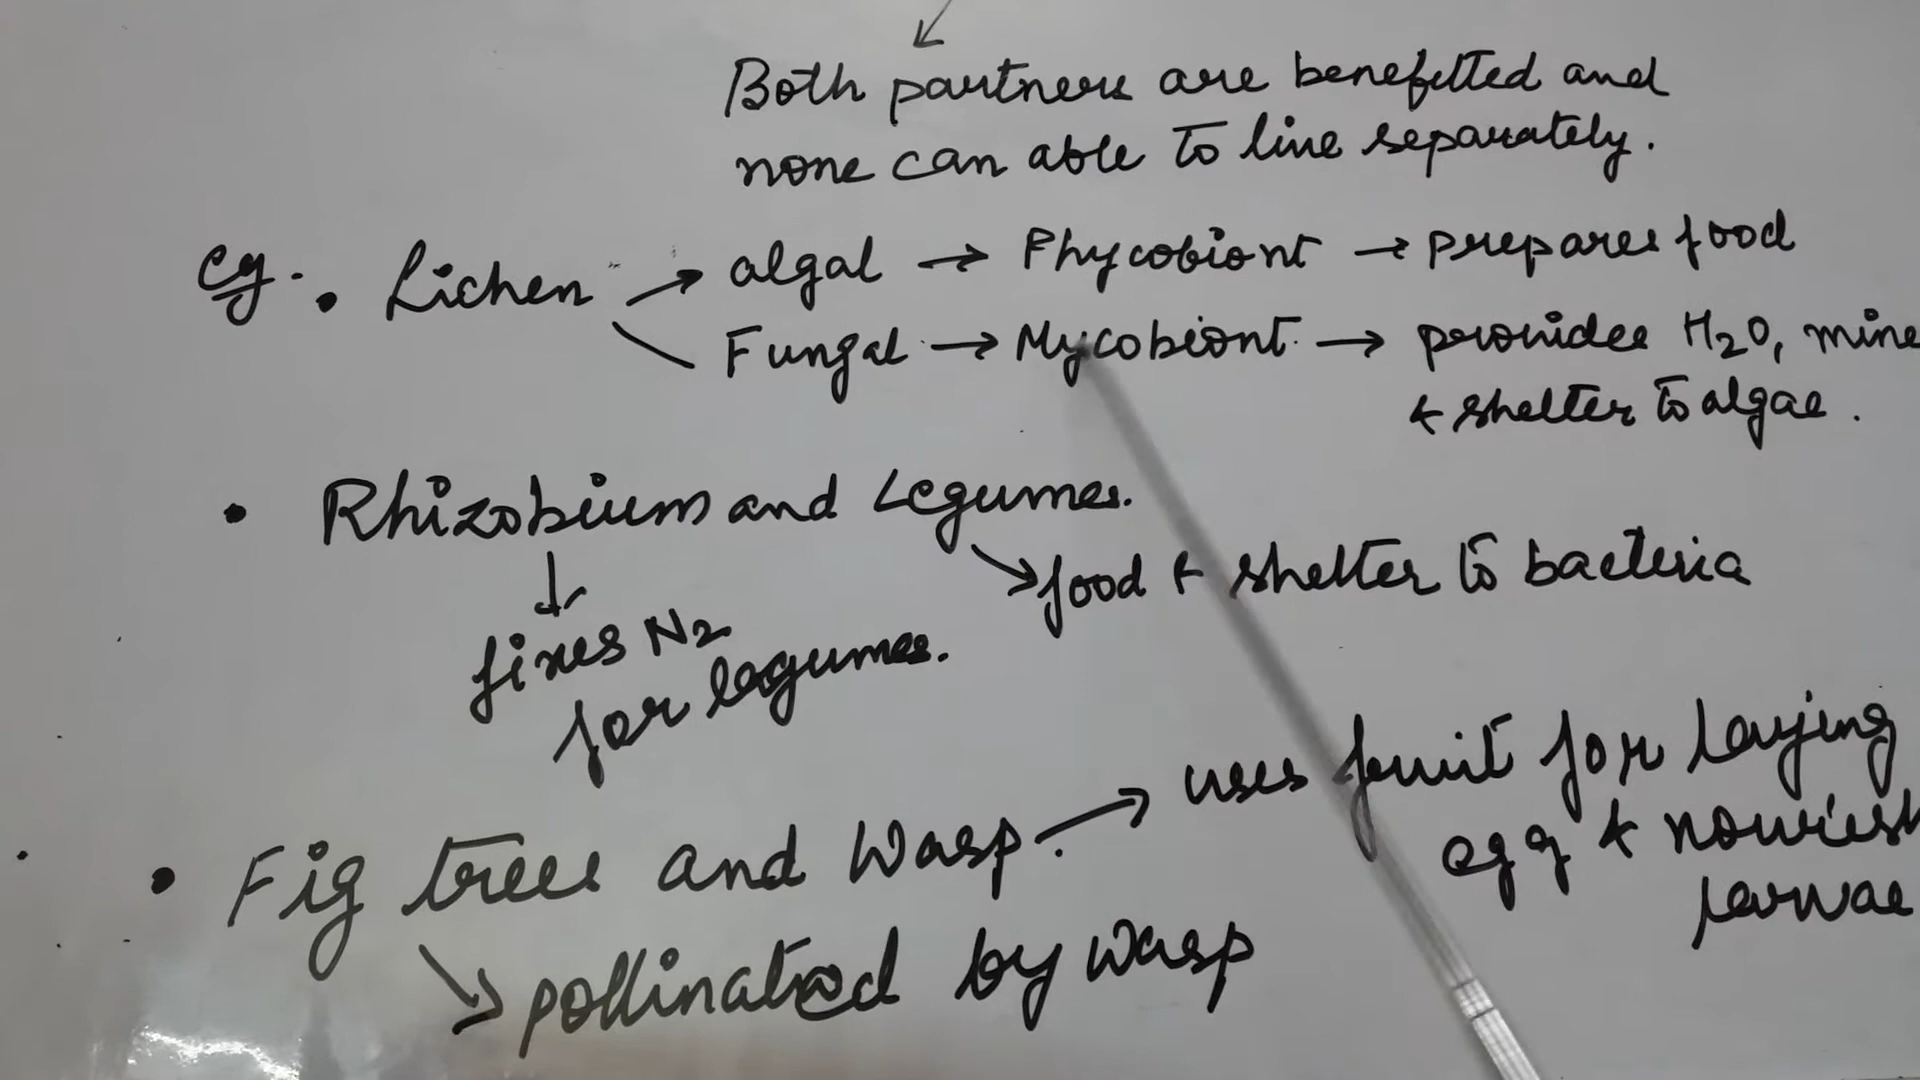 Both partners are benefitted and
none can able to live separately.
eg. • Lichen → algal → Phycobiont → prepares food
Fungal → Mycobiont → provides H2O, mine
& shelter to algae.
• Rhizobium and Legumes.
→ food & shelter to bacteria
↓
fixes N2
for legumes.
• Fig trees and Wasp. → uses fruit for laying
egg & nourish
larvae
→ pollinated by wasp